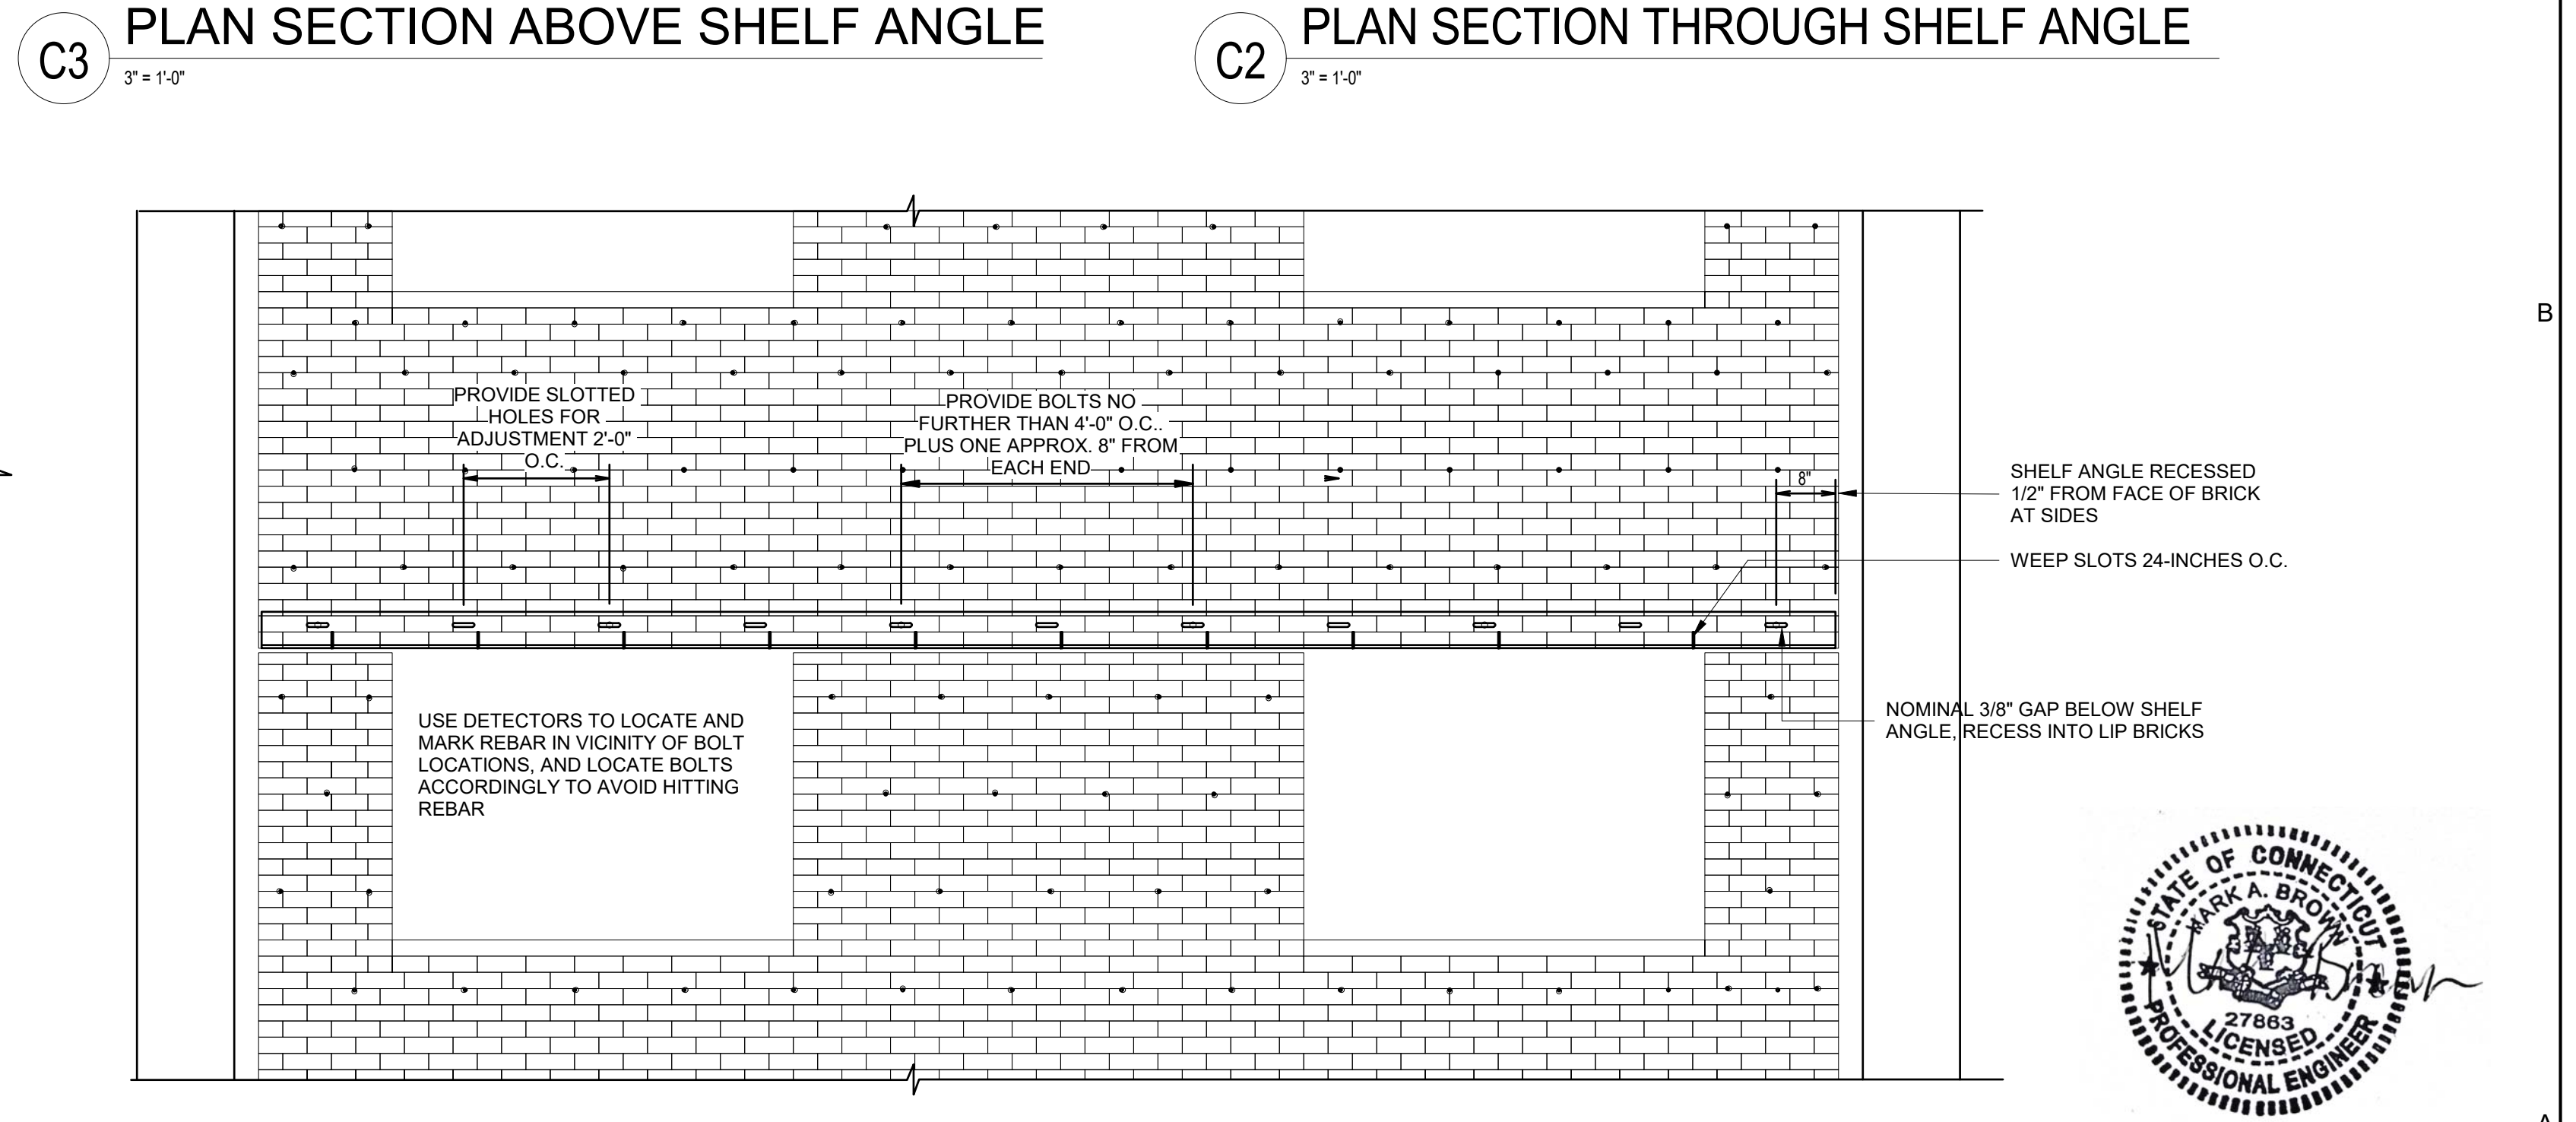 C3
PLAN SECTION ABOVE SHELF ANGLE
3" = 1'-0"
C2
PLAN SECTION THROUGH SHELF ANGLE
3" = 1'-0"
B
PROVIDE SLOTTED
HOLES FOR
ADJUSTMENT 2'-0"
O.C.
PROVIDE BOLTS NO
FURTHER THAN 4'-0" O.C..
PLUS ONE APPROX. 8" FROM
EACH END
8"
SHELF ANGLE RECESSED
1/2" FROM FACE OF BRICK
AT SIDES
WEEP SLOTS 24-INCHES O.C.
NOMINAL 3/8" GAP BELOW SHELF
ANGLE, RECESS INTO LIP BRICKS
USE DETECTORS TO LOCATE AND
MARK REBAR IN VICINITY OF BOLT
LOCATIONS, AND LOCATE BOLTS
ACCORDINGLY TO AVOID HITTING
REBAR
STATE OF CONNECTICUT
MARK A. BROWN
27863
LICENSED
PROFESSIONAL ENGINEER